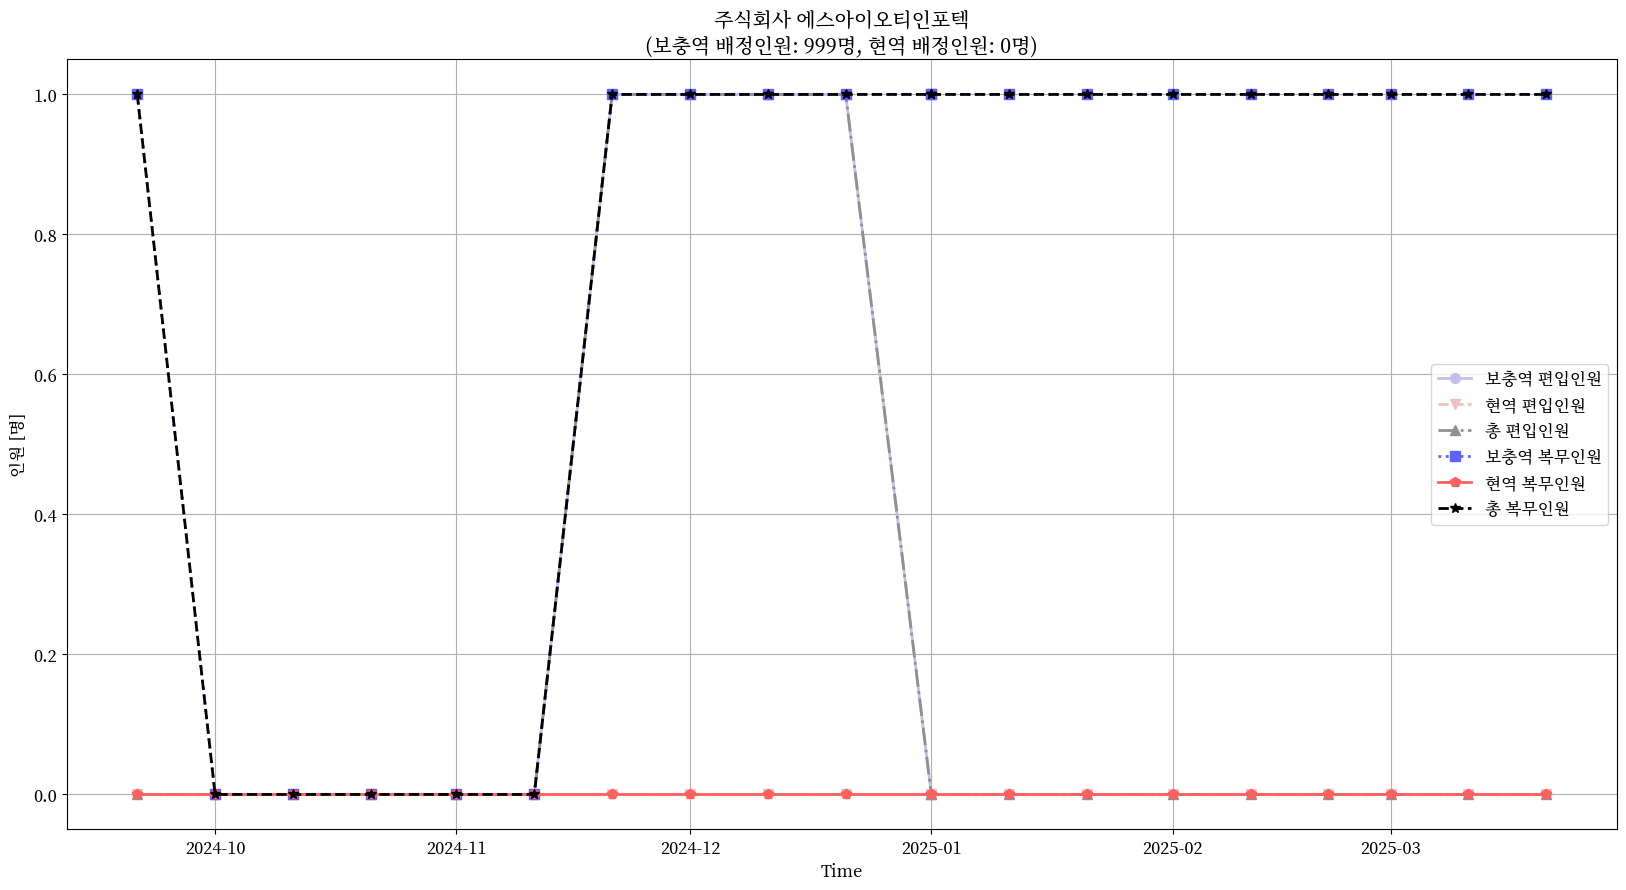 주식회사 에스아이오티인포텍
(보충역 배정인원: 999명, 현역 배정인원: 0명)
1.0
0.8
0.6
0.4
0.2
0.0
인원 [명]
보충역 편입인원
현역 편입인원
총 편입인원
보충역 복무인원
현역 복무인원
총 복무인원
2024-10
2024-11
2024-12
2025-01
2025-02
2025-03
Time